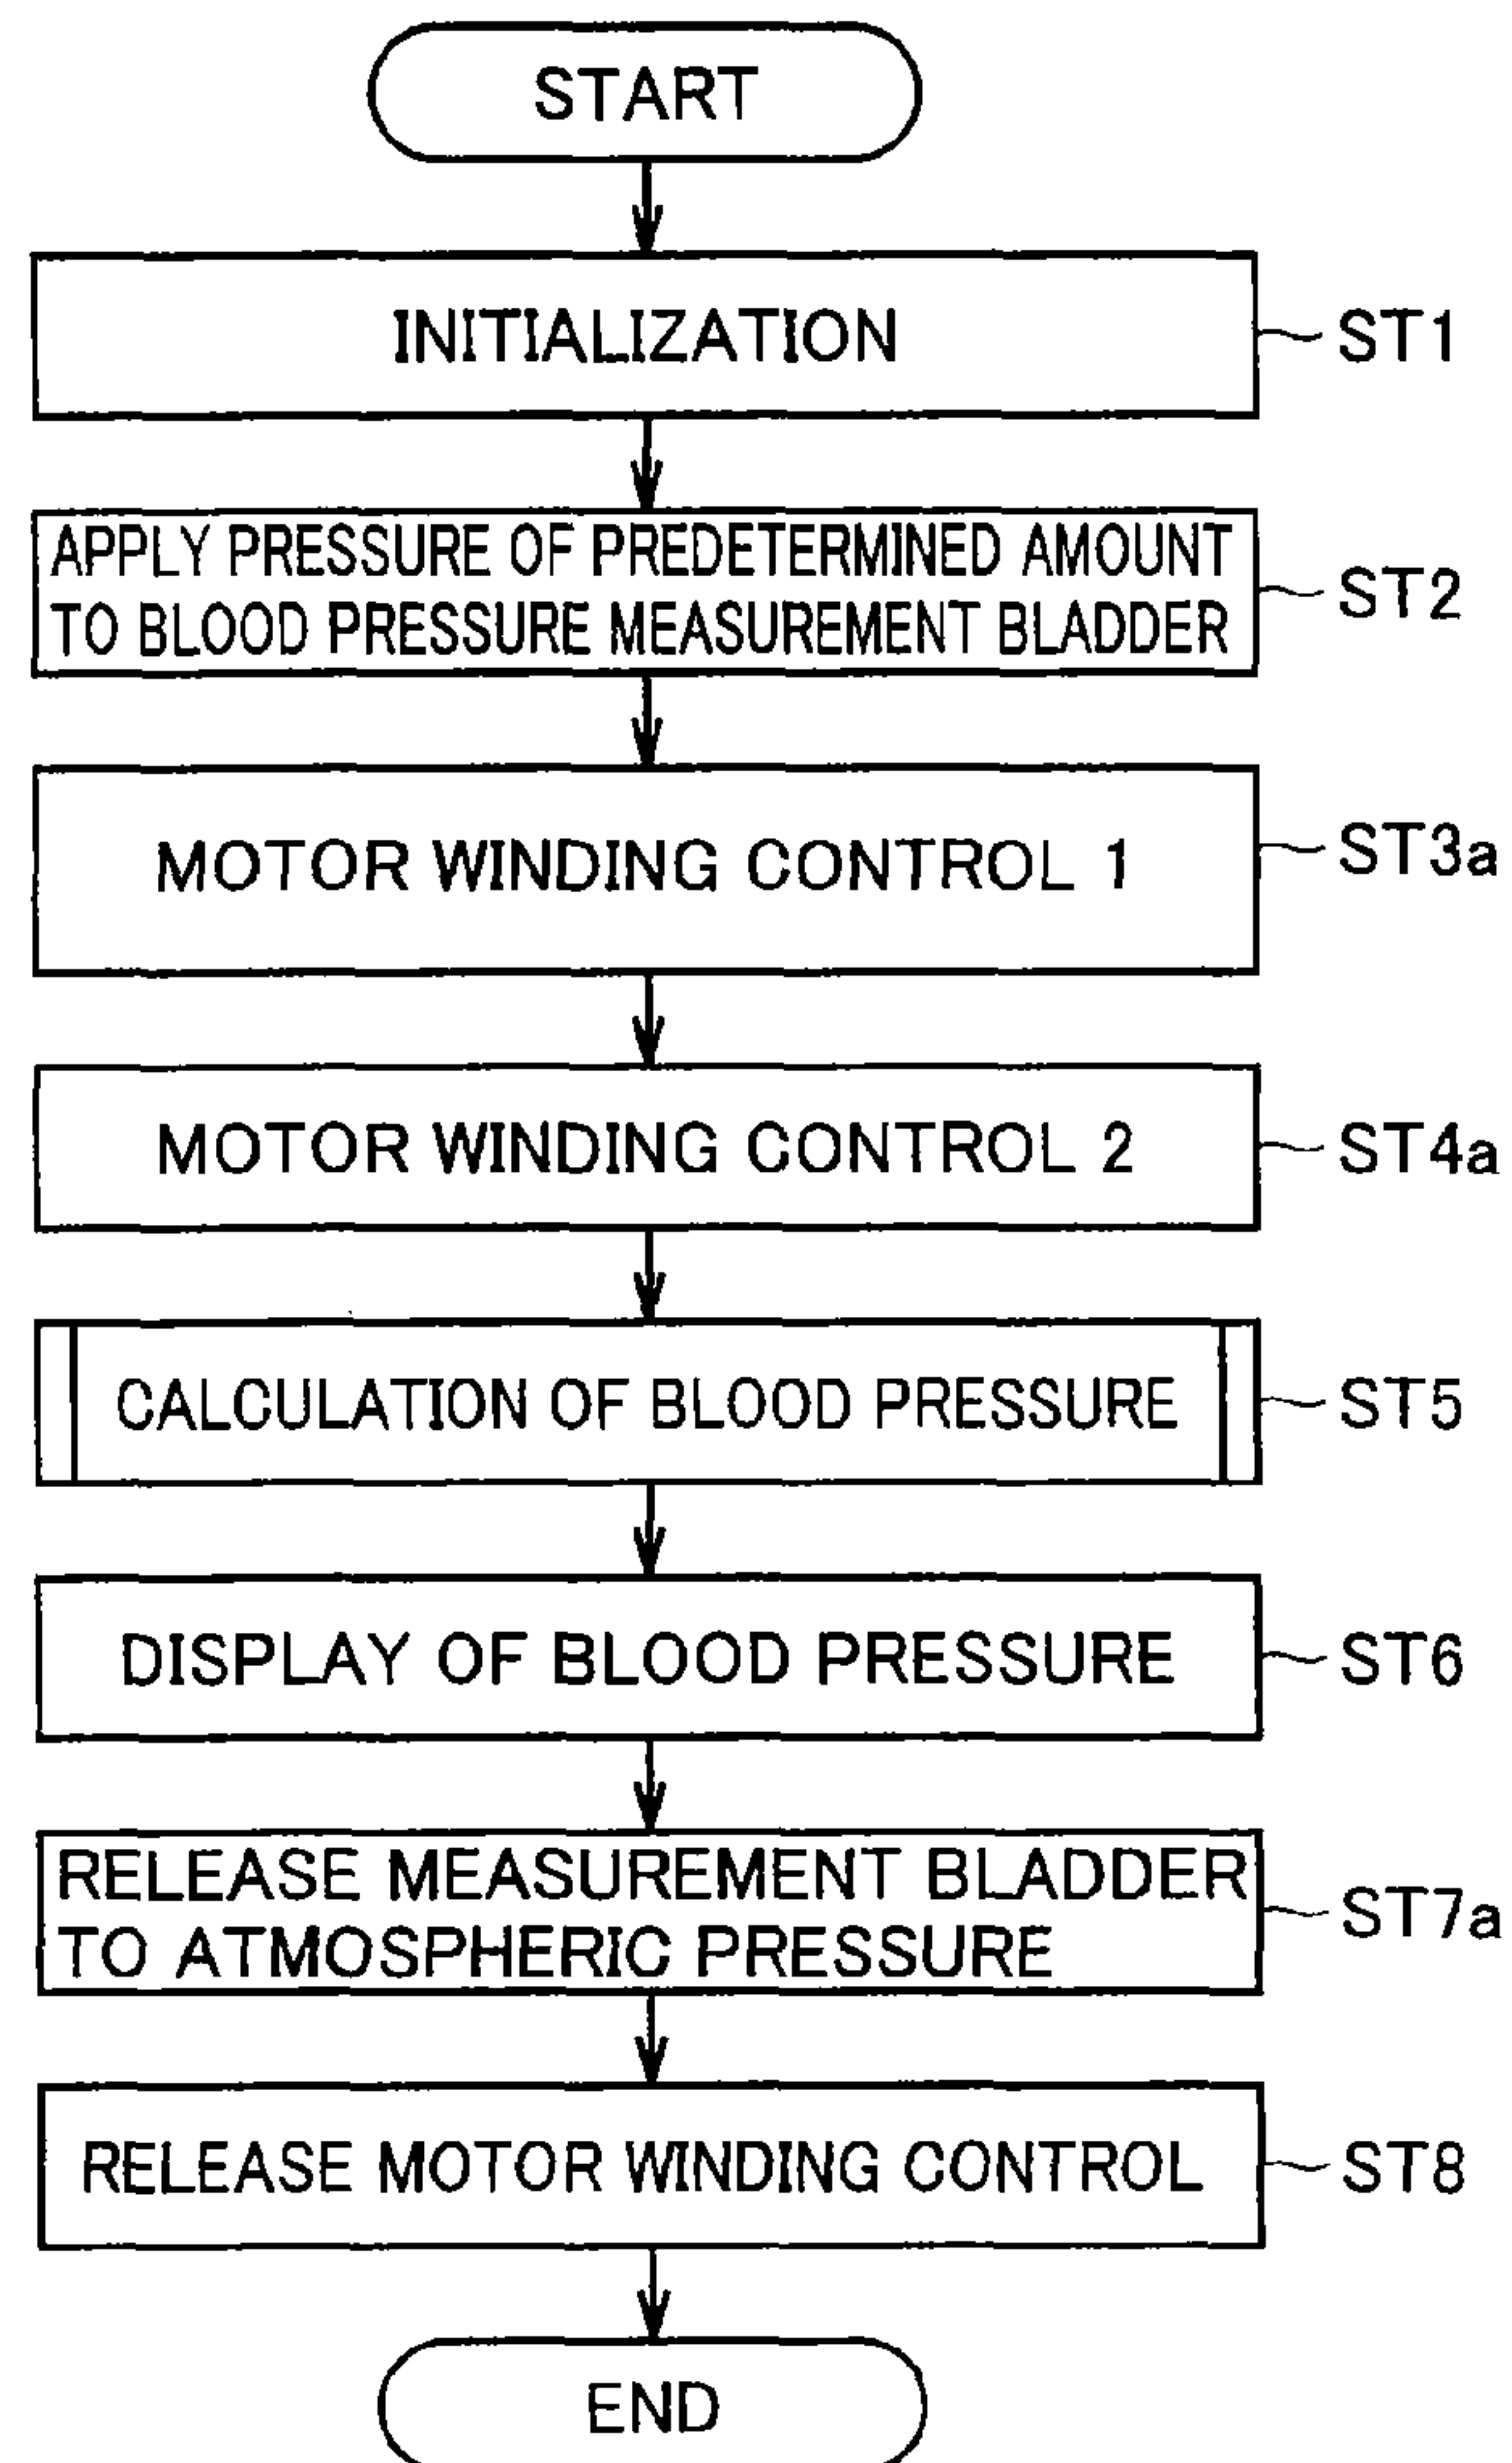 START
INITIALIZATION
ST1
APPLY PRESSURE OF PREDETERMINED AMOUNT
TO BLOOD PRESSURE MEASUREMENT BLADDER
ST2
MOTOR WINDING CONTROL 1
ST3a
MOTOR WINDING CONTROL 2
ST4a
CALCULATION OF BLOOD PRESSURE
ST5
DISPLAY OF BLOOD PRESSURE
ST6
RELEASE MEASUREMENT BLADDER
TO ATMOSPHERIC PRESSURE
ST7a
RELEASE MOTOR WINDING CONTROL
ST8
END